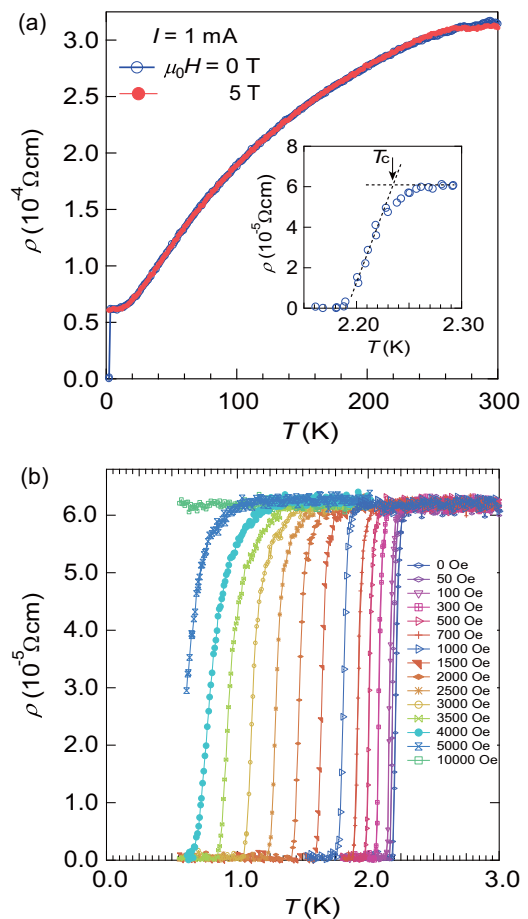 (a)
I = 1 mA
μ0H = 0 T
5 T
3.0
2.5
2.0
1.5
1.0
0.5
0.0
ρ (10⁻⁴Ωcm)
0
100
200
300
T (K)
Tc
8
6
4
2
0
ρ (10⁻⁵Ωcm)
2.20
2.30
T (K)
(b)
6.0
5.0
4.0
3.0
2.0
1.0
0.0
ρ (10⁻⁵Ωcm)
0 Oe
50 Oe
100 Oe
300 Oe
500 Oe
700 Oe
1000 Oe
1500 Oe
2000 Oe
2500 Oe
3000 Oe
3500 Oe
4000 Oe
5000 Oe
10000 Oe
0.0
1.0
2.0
3.0
T (K)